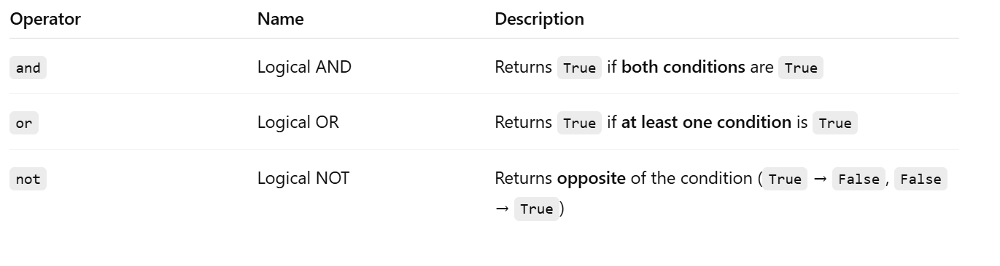 Operator Name Description
and Logical AND Returns True if both conditions are True
or Logical OR Returns True if at least one condition is True
not Logical NOT Returns opposite of the condition (True → False, False
→ True)